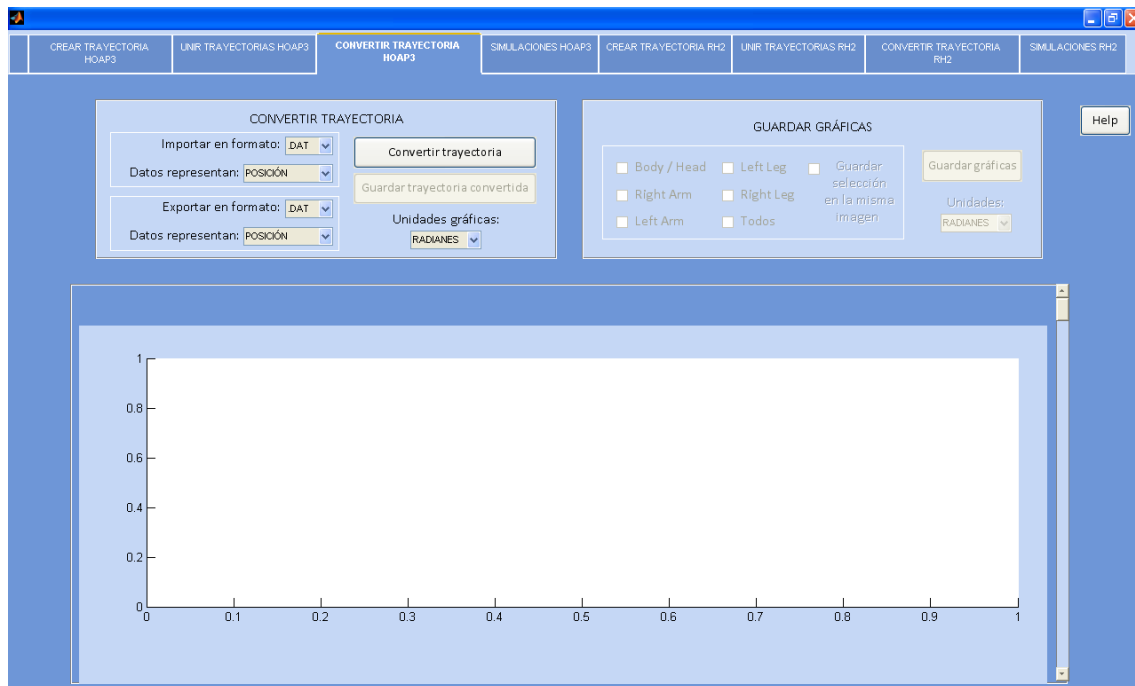 CREAR TRAYECTORIA
HOAP3
UNIR TRAYECTORIAS HOAP3
CONVERTIR TRAYECTORIA
HOAP3
SIMULACIONES HOAP3
CREAR TRAYECTORIA RH2
UNIR TRAYECTORIAS RH2
CONVERTIR TRAYECTORIA
RH2
SIMULACIONES RH2
CONVERTIR TRAYECTORIA
Importar en formato: .DAT
Datos representan: POSICIÓN
Exportar en formato: .DAT
Datos representan: POSICIÓN
Convertir trayectoria
Guardar trayectoria convertida
Unidades gráficas:
RADIANES
GUARDAR GRÁFICAS
Body / Head
Right Arm
Left Arm
Left Leg
Right Leg
Todos
Guardar
selección
en la misma
imagen
Guardar gráficas
Unidades:
RADIANES
Help
1
0.8
0.6
0.4
0.2
0
0 0.1 0.2 0.3 0.4 0.5 0.6 0.7 0.8 0.9 1